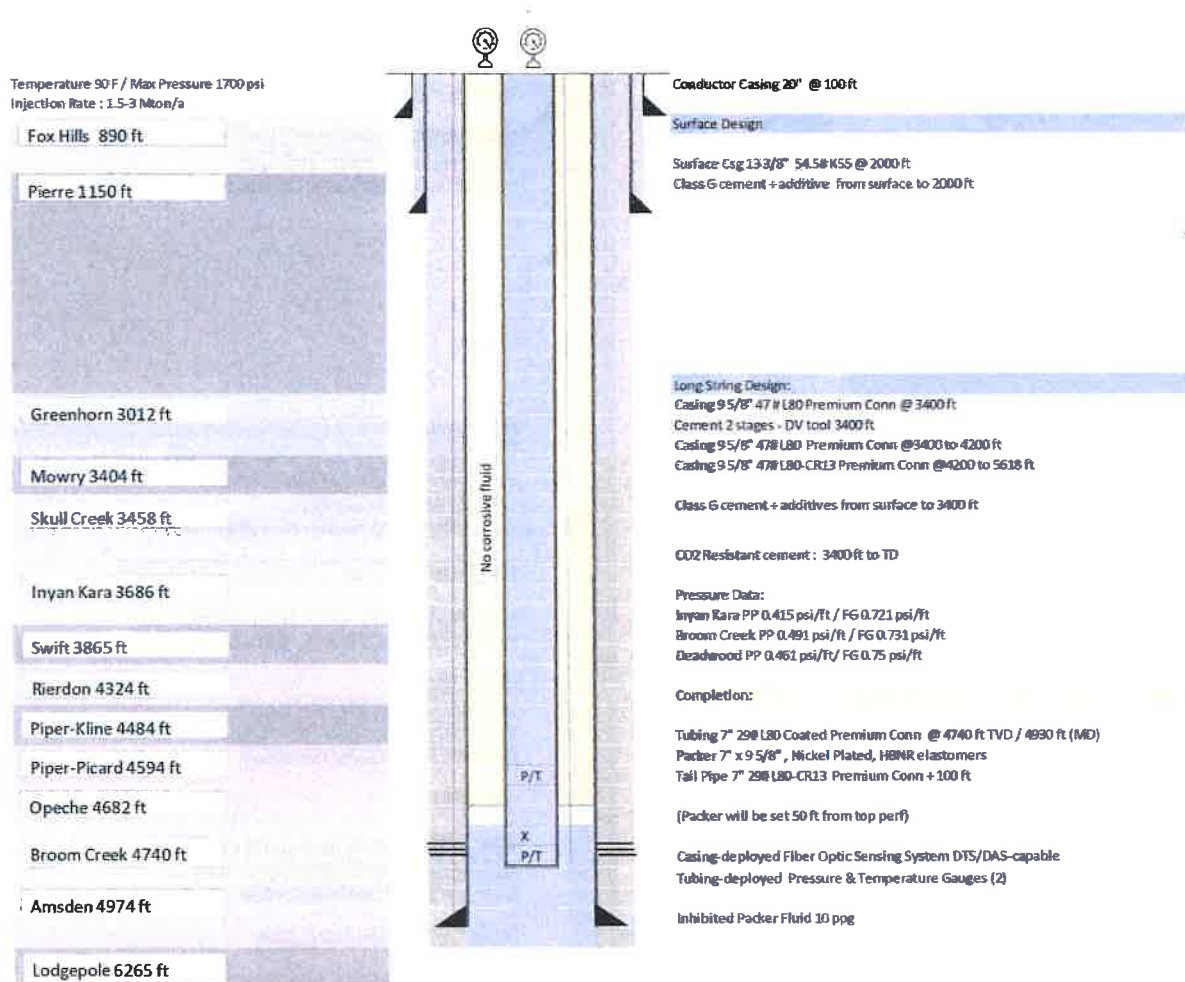 Temperature 90 F / Max Pressure 1700 psi
Injection Rate : 1.5-3 Mton/a
Fox Hills 890 ft
Pierre 1150 ft
Greenhorn 3012 ft
Mowry 3404 ft
Skull Creek 3458 ft
Inyan Kara 3686 ft
Swift 3865 ft
Rierdon 4324 ft
Piper-Kline 4484 ft
Piper-Picard 4594 ft
Opeche 4682 ft
Broom Creek 4740 ft
Amsden 4974 ft
Lodgepole 6265 ft
No corrosive fluid
P/T
X
P/T
Conductor Casing 20" @ 100 ft
Surface Design
Surface Csg 13-3/8" 54.5# K55 @ 2000 ft
Class G cement + additive from surface to 2000 ft
Long String Design:
Casing 9 5/8" 47 # L80 Premium Conn @ 3400 ft
Cement 2 stages - DV tool 3400 ft
Casing 9 5/8" 47# L80 Premium Conn @3400 to 4200 ft
Casing 9 5/8" 47# L80-CR13 Premium Conn @4200 to 5618 ft
Class G cement + additives from surface to 3400 ft
CO2 Resistant cement : 3400 ft to TD
Pressure Data:
Inyan Kara PP 0.415 psi/ft / FG 0.721 psi/ft
Broom Creek PP 0.491 psi/ft / FG 0.731 psi/ft
Deadwood PP 0.461 psi/ft/ FG 0.75 psi/ft
Completion:
Tubing 7" 29# L80 Coated Premium Conn @ 4740 ft TVD / 4930 ft (MD)
Packer 7" x 9 5/8" , Nickel Plated, HBNR elastomers
Tail Pipe 7" 29# L80-CR13 Premium Conn + 100 ft
(Packer will be set 50 ft from top perf)
Casing-deployed Fiber Optic Sensing System DTS/DAS-capable
Tubing-deployed Pressure & Temperature Gauges (2)
Inhibited Packer Fluid 10 ppg